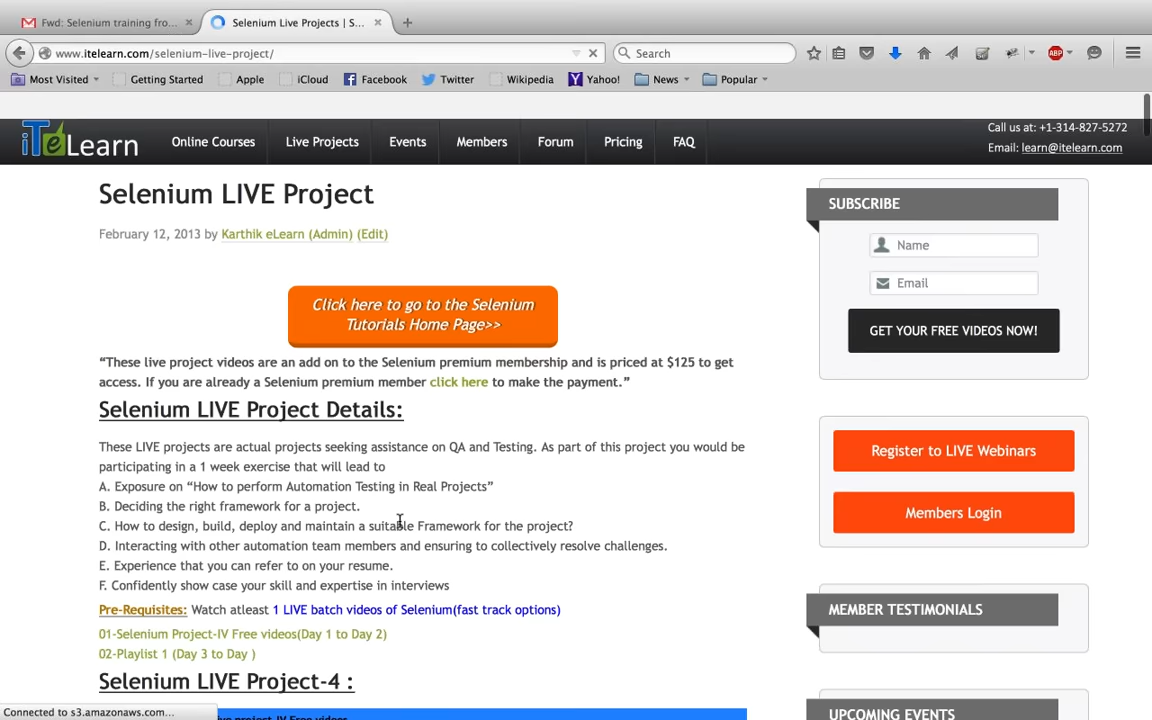 Fwd: Selenium training fro... × Selenium Live Projects | S... × +
www.itelearn.com/selenium-live-project/ Search
Most Visited Getting Started Apple iCloud Facebook Twitter Wikipedia Yahoo! News Popular
iTeLearn Online Courses Live Projects Events Members Forum Pricing FAQ
Call us at: +1-314-827-5272
Email: learn@itelearn.com
Selenium LIVE Project
February 12, 2013 by Karthik eLearn (Admin) (Edit)
Click here to go to the Selenium
Tutorials Home Page>>
“These live project videos are an add on to the Selenium premium membership and is priced at $125 to get
access. If you are already a Selenium premium member click here to make the payment.”
Selenium LIVE Project Details:
These LIVE projects are actual projects seeking assistance on QA and Testing. As part of this project you would be
participating in a 1 week exercise that will lead to
A. Exposure on “How to perform Automation Testing in Real Projects”
B. Deciding the right framework for a project.
C. How to design, build, deploy and maintain a suitable Framework for the project?
D. Interacting with other automation team members and ensuring to collectively resolve challenges.
E. Experience that you can refer to on your resume.
F. Confidently show case your skill and expertise in interviews
Pre-Requisites: Watch atleast 1 LIVE batch videos of Selenium(fast track options)
01-Selenium Project-IV Free videos(Day 1 to Day 2)
02-Playlist 1 (Day 3 to Day )
Selenium LIVE Project-4 :
ive project-IV Free videos
SUBSCRIBE
Name
Email
GET YOUR FREE VIDEOS NOW!
Register to LIVE Webinars
Members Login
MEMBER TESTIMONIALS
UPCOMING EVENTS
Connected to s3.amazonaws.com...